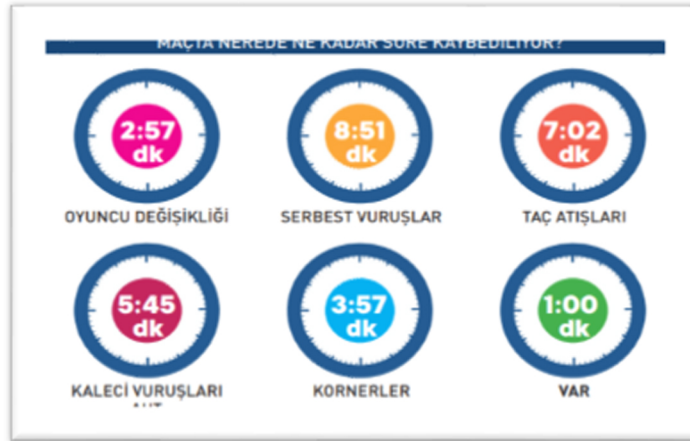 MAÇTA NEREDE NE KADAR SÜRE KAYBEDİLİYOR?
2:57
dk
8:51
dk
7:02
dk
OYUNCU DEĞİŞİKLİĞİ
SERBEST VURUŞLAR
TAÇ ATIŞLARI
5:45
dk
3:57
dk
1:00
dk
KALECİ VURUŞLARI
KORNERLER
VAR